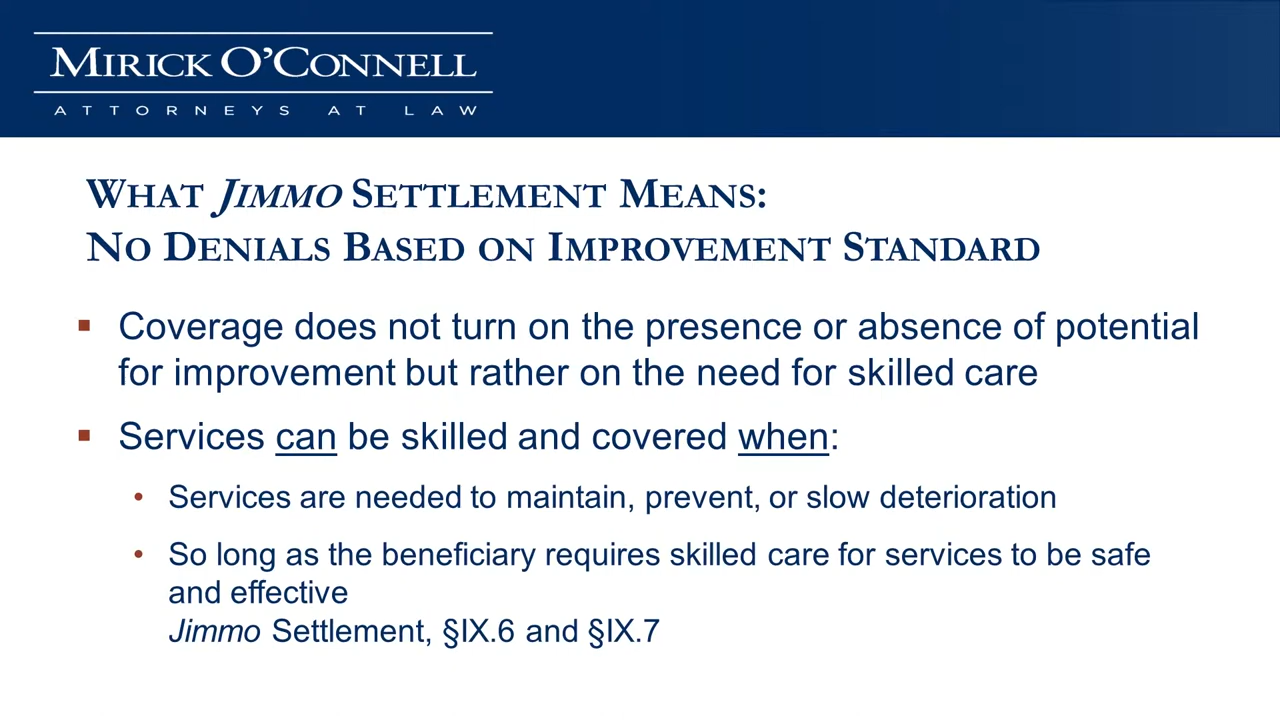 MIRICK O'CONNELL
ATTORNEYS AT LAW
WHAT JIMMO SETTLEMENT MEANS:
NO DENIALS BASED ON IMPROVEMENT STANDARD
▪ Coverage does not turn on the presence or absence of potential
for improvement but rather on the need for skilled care
▪ Services can be skilled and covered when:
• Services are needed to maintain, prevent, or slow deterioration
• So long as the beneficiary requires skilled care for services to be safe
and effective
Jimmo Settlement, §IX.6 and §IX.7